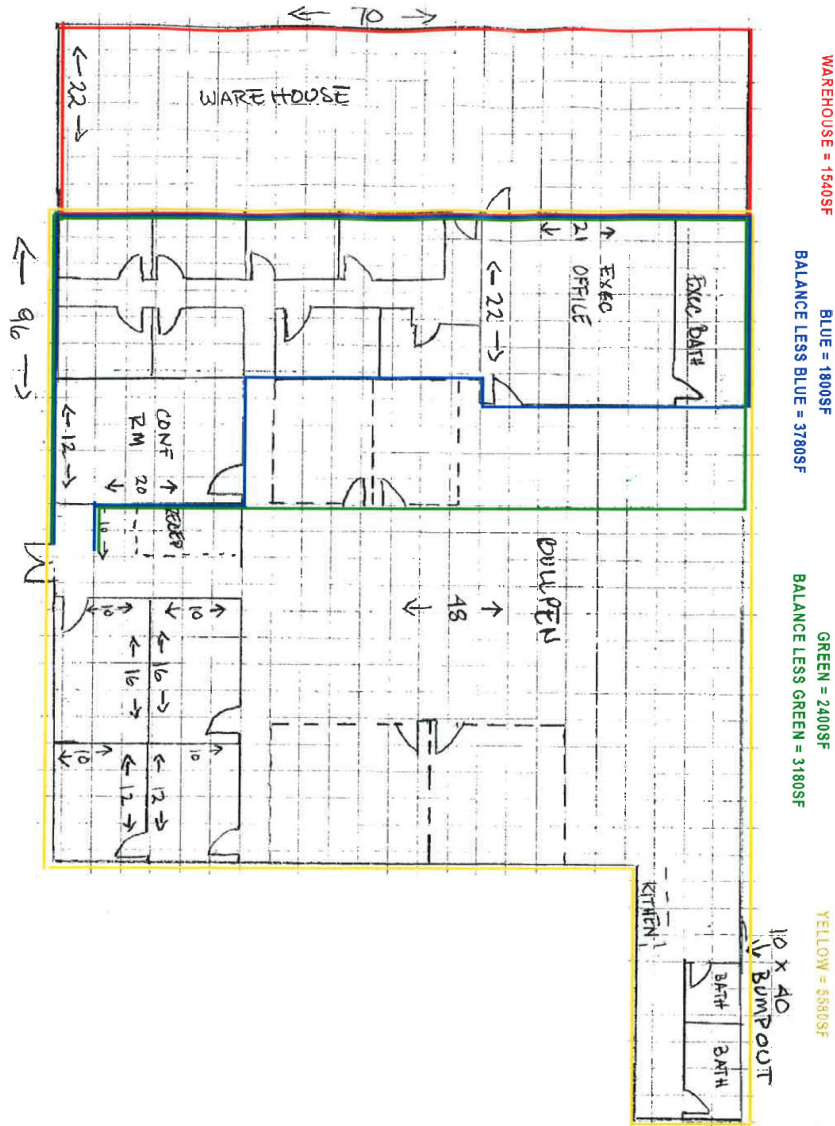 WAREHOUSE = 1540SF
BLUE = 1800SF
BALANCE LESS BLUE = 3780SF
GREEN = 2400SF
BALANCE LESS GREEN = 3180SF
YELLOW = 5580SF
← 70 →
← 22 →
WAREHOUSE
← 96 →
← 21 →
EXEC
OFFICE
← 22 →
EXEC BATH
CONF
RM
← 20 →
← 12 →
RECEP
10 →
BULLPEN
← 48 →
← 10 →
← 10 →
← 16 →
← 16 →
← 10 →
10 →
← 12 →
← 12 →
KITHEN
10 X 40
BUMPOUT
BATH
BATH